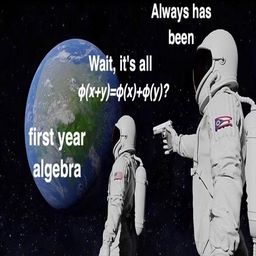 Always has
been
Wait, it's all
ϕ(x+y)=ϕ(x)+ϕ(y)?
first year
algebra